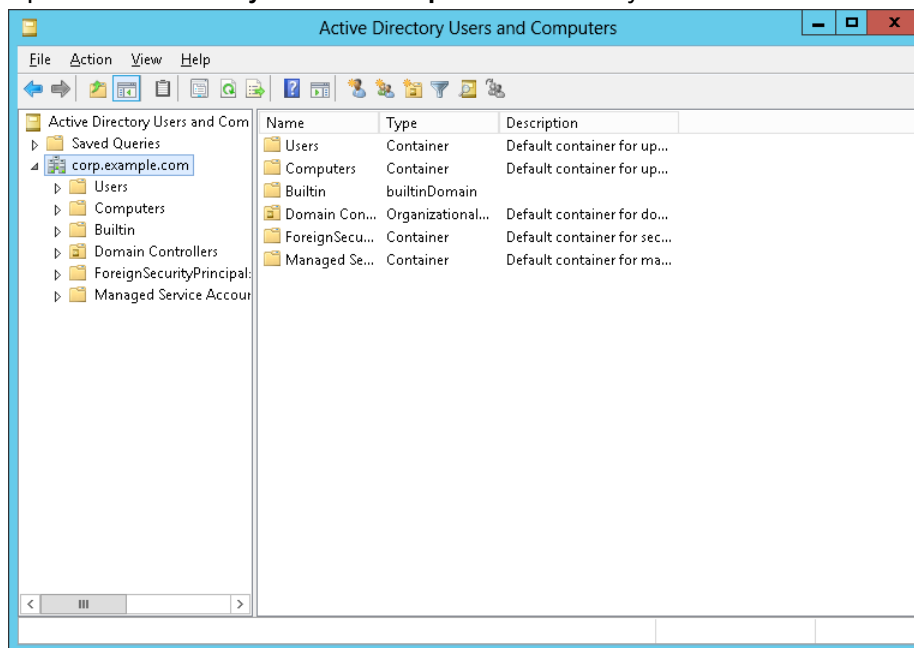 Active Directory Users and Computers
File Action View Help
Active Directory Users and Com
Saved Queries
corp.example.com
Users
Computers
Builtin
Domain Controllers
ForeignSecurityPrincipal
Managed Service Accour
Name Type Description
Users Container Default container for up...
Computers Container Default container for up...
Builtin builtinDomain
Domain Con... Organizational... Default container for do...
ForeignSecu... Container Default container for sec...
Managed Se... Container Default container for ma...